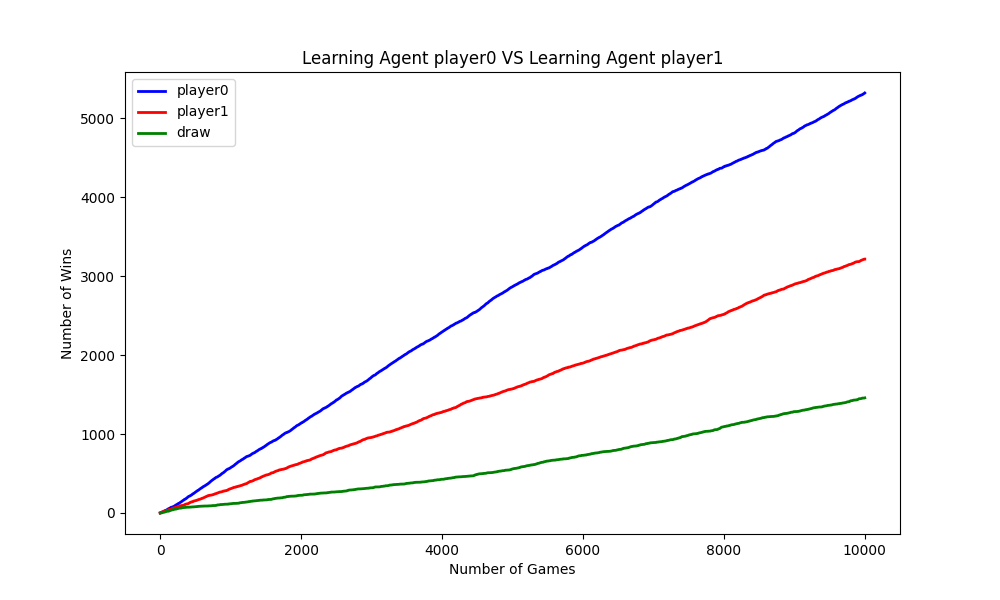 Learning Agent player0 VS Learning Agent player1
player0
player1
draw
5000
4000
3000
2000
1000
0
Number of Wins
0 2000 4000 6000 8000 10000
Number of Games